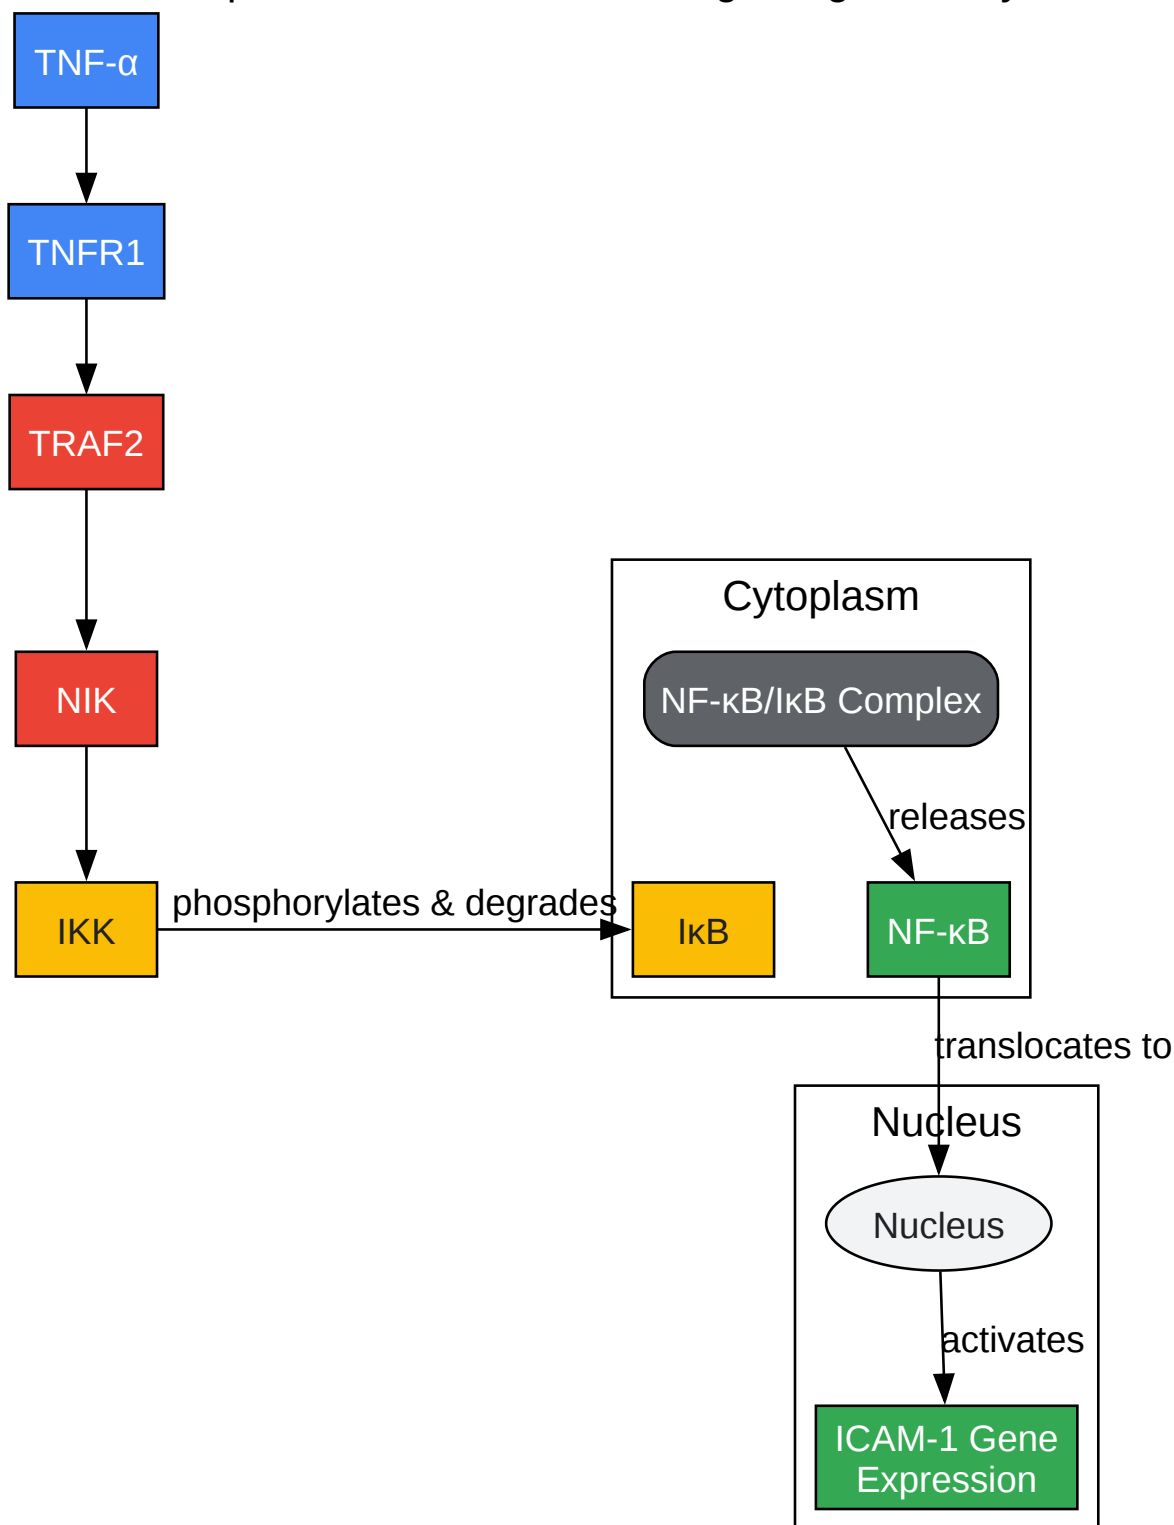 TNF-α
TNFR1
TRAF2
NIK
IKK
phosphorylates & degrades
Cytoplasm
NF-κB/IκB Complex
releases
IκB
NF-κB
translocates to
Nucleus
Nucleus
activates
ICAM-1 Gene
Expression